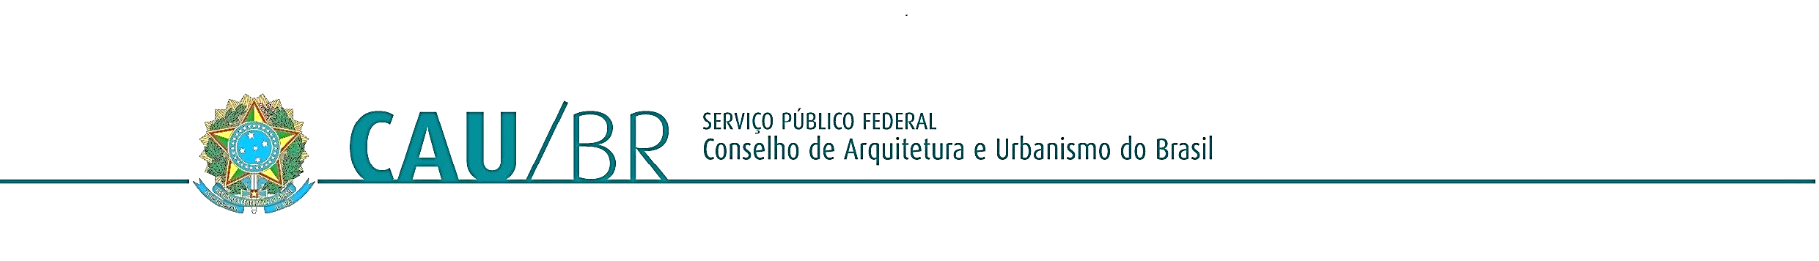 CAU/BR
SERVIÇO PÚBLICO FEDERAL
Conselho de Arquitetura e Urbanismo do Brasil